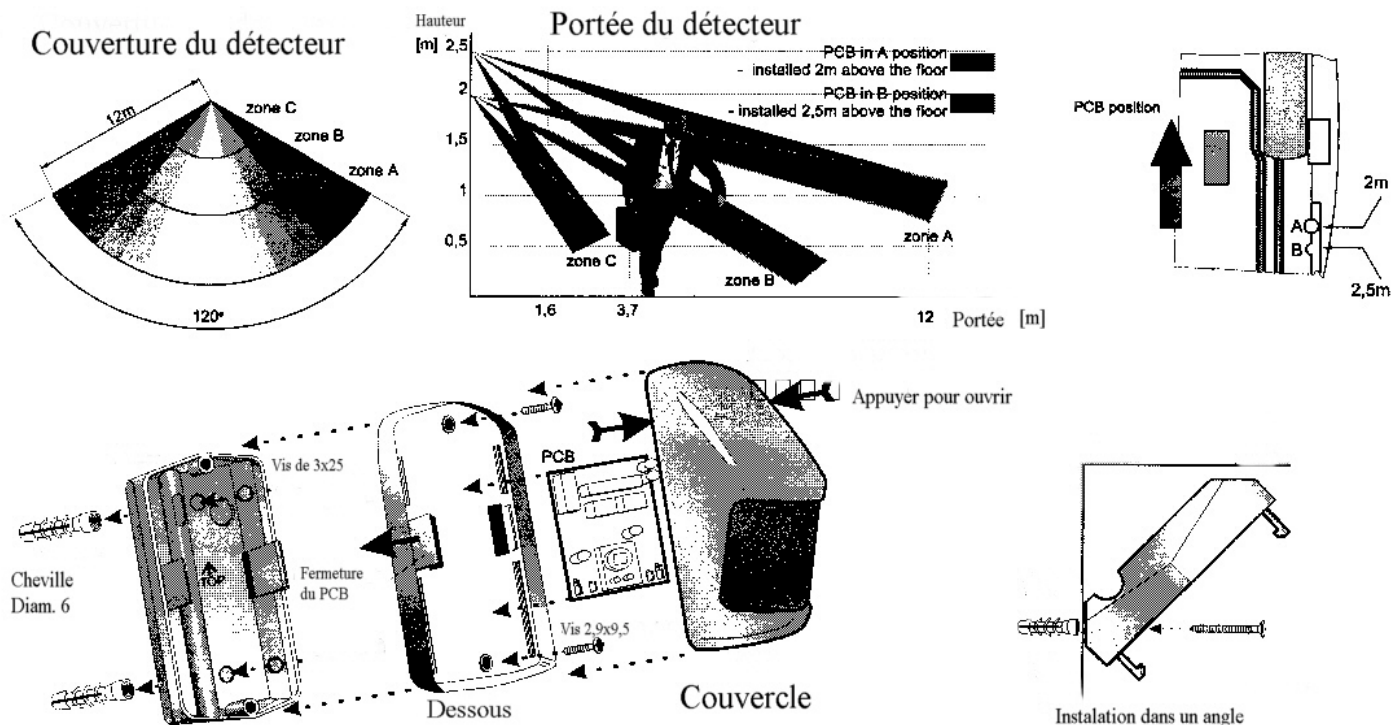 Couverture du détecteur
12m
zone C
zone B
zone A
120°
Portée du détecteur
Hauteur
[m]
2,5
2
1,5
1
0,5
PCB in A position
- installed 2m above the floor
PCB in B position
- installed 2,5m above the floor
zone A
zone B
zone C
1,6
3,7
12
Portée [m]
PCB position
2m
A
B
2,5m
Appuyer pour ouvrir
Vis de 3x25
PCB
Cheville
Diam. 6
TOP
Fermeture
du PCB
Vis 2,9x9,5
Dessous
Couvercle
Instalation dans un angle